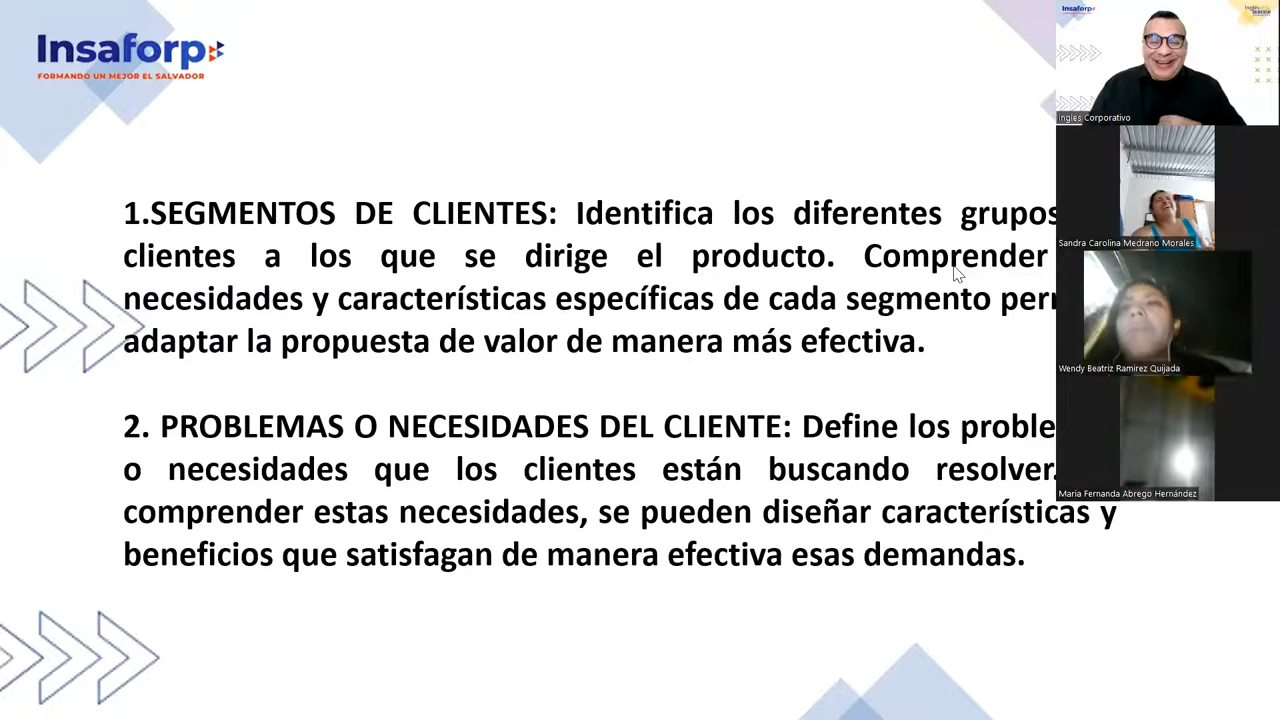 Insaforp
FORMANDO UN MEJOR EL SALVADOR
1.SEGMENTOS DE CLIENTES: Identifica los diferentes grupos
clientes a los que se dirige el producto. Comprender
necesidades y características específicas de cada segmento
adaptar la propuesta de valor de manera más efectiva.
2. PROBLEMAS O NECESIDADES DEL CLIENTE: Define los
o necesidades que los clientes están buscando resolver.
comprender estas necesidades, se pueden diseñar características y
beneficios que satisfagan de manera efectiva esas demandas.
Insaforp
Ingles Corporativo
Sandra Carolina Medrano Morales
Wendy Beatriz Ramirez Quijada
Maria Fernanda Abrego Hernández